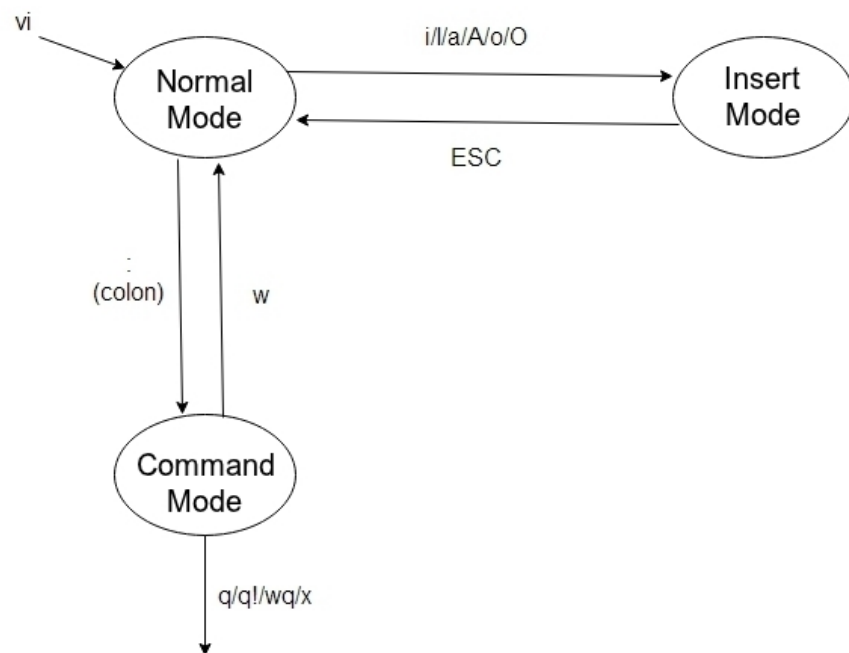 vi
i/I/a/A/o/O
Normal
Mode
Insert
Mode
ESC
:
(colon)
w
Command
Mode
q/q!/wq/x